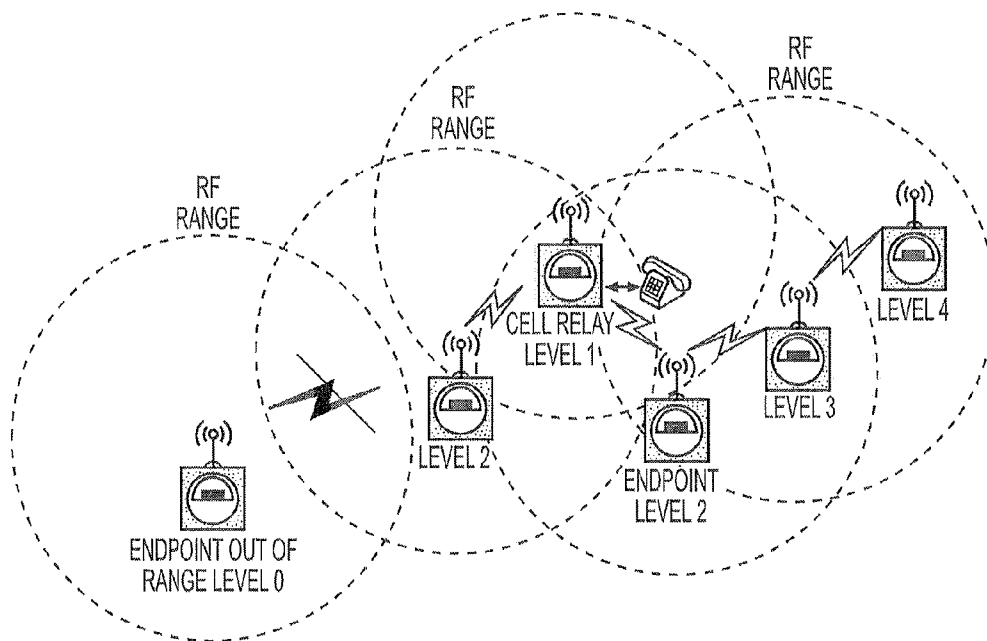 RF
RANGE
RF
RANGE
RF
RANGE
LEVEL 4
CELL RELAY
LEVEL 1
LEVEL 3
LEVEL 2
ENDPOINT
LEVEL 2
ENDPOINT OUT OF
RANGE LEVEL 0